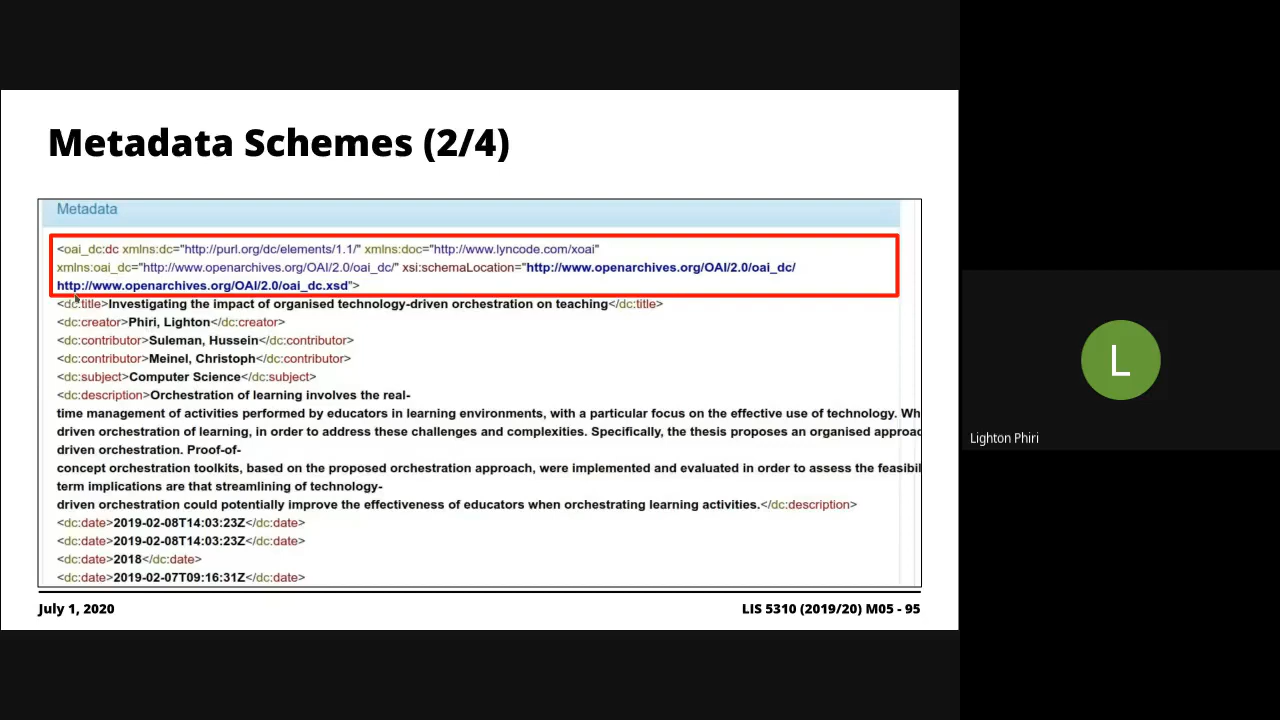 Metadata Schemes (2/4)
Metadata
<oai_dc:dc xmlns:dc="http://purl.org/dc/elements/1.1/" xmlns:doc="http://www.lyncode.com/xoai"
xmlns:oai_dc="http://www.openarchives.org/OAI/2.0/oai_dc/" xsi:schemaLocation="http://www.openarchives.org/OAI/2.0/oai_dc/
http://www.openarchives.org/OAI/2.0/oai_dc.xsd">
<dc:title>Investigating the impact of organised technology-driven orchestration on teaching</dc:title>
<dc:creator>Phiri, Lighton</dc:creator>
<dc:contributor>Suleman, Hussein</dc:contributor>
<dc:contributor>Meinel, Christoph</dc:contributor>
<dc:subject>Computer Science</dc:subject>
<dc:description>Orchestration of learning involves the real-
time management of activities performed by educators in learning environments, with a particular focus on the effective use of technology. Wh
driven orchestration of learning, in order to address these challenges and complexities. Specifically, the thesis proposes an organised approac
driven orchestration. Proof-of-
concept orchestration toolkits, based on the proposed orchestration approach, were implemented and evaluated in order to assess the feasibil
term implications are that streamlining of technology-
driven orchestration could potentially improve the effectiveness of educators when orchestrating learning activities.</dc:description>
<dc:date>2019-02-08T14:03:23Z</dc:date>
<dc:date>2019-02-08T14:03:23Z</dc:date>
<dc:date>2018</dc:date>
<dc:date>2019-02-07T09:16:31Z</dc:date>
July 1, 2020
LIS 5310 (2019/20) M05 - 95
L
Lighton Phiri